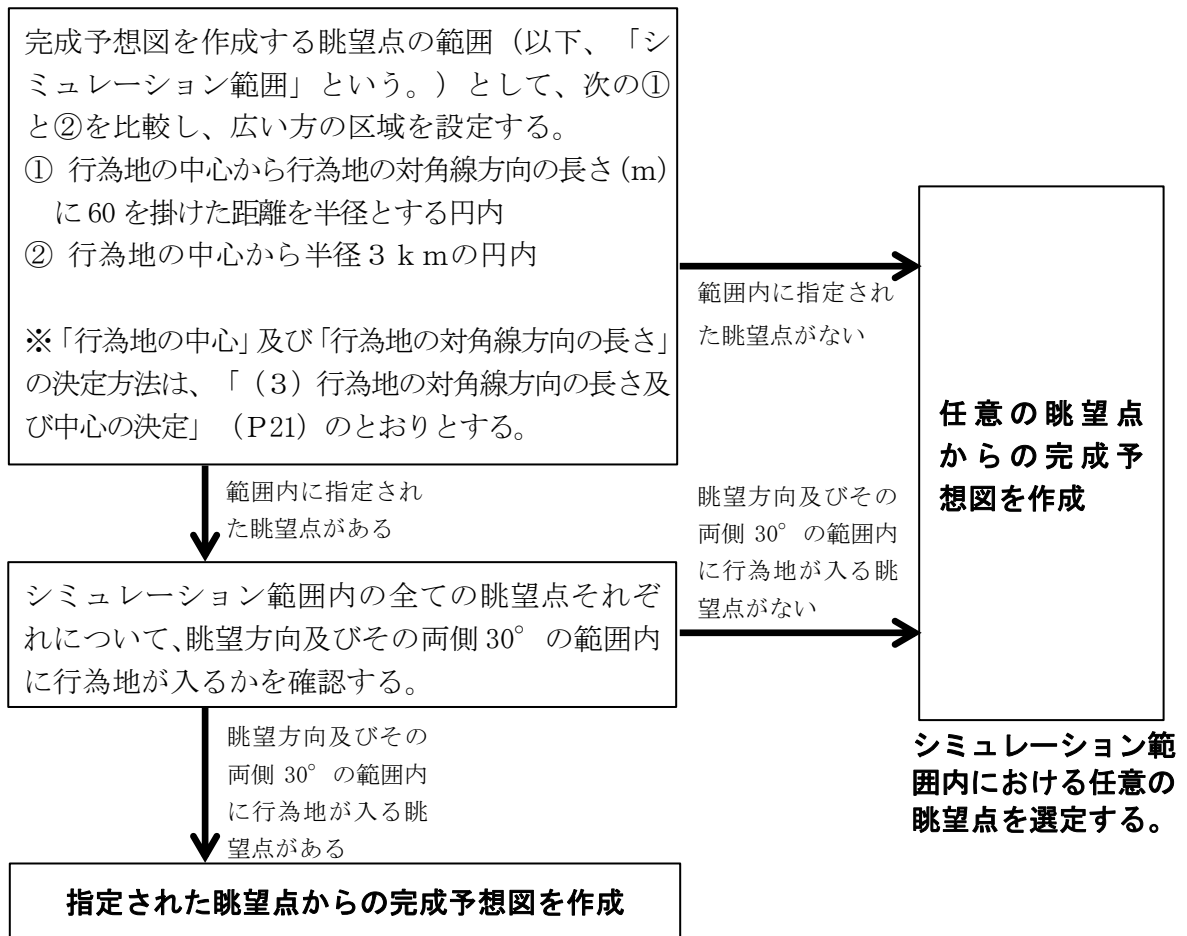 完成予想図を作成する眺望点の範囲（以下、「シ
ミュレーション範囲」という。）として、次の①
と②を比較し、広い方の区域を設定する。
① 行為地の中心から行為地の対角線方向の長さ(m)
に60を掛けた距離を半径とする円内
② 行為地の中心から半径３ｋｍの円内
※「行為地の中心」及び「行為地の対角線方向の長さ」
の決定方法は、「（３）行為地の対角線方向の長さ及
び中心の決定」（Ｐ21）のとおりとする。
範囲内に指定され
た眺望点がない
範囲内に指定され
た眺望点がある
シミュレーション範囲内の全ての眺望点それぞ
れについて、眺望方向及びその両側30°の範囲内
に行為地が入るかを確認する。
眺望方向及びその
両側 30°の範囲内
に行為地が入る眺
望点がない
任意の眺望点
からの完成予
想図を作成
シミュレーション範
囲内における任意の
眺望点を選定する。
眺望方向及びその
両側 30°の範囲内
に行為地が入る眺
望点がある
指定された眺望点からの完成予想図を作成